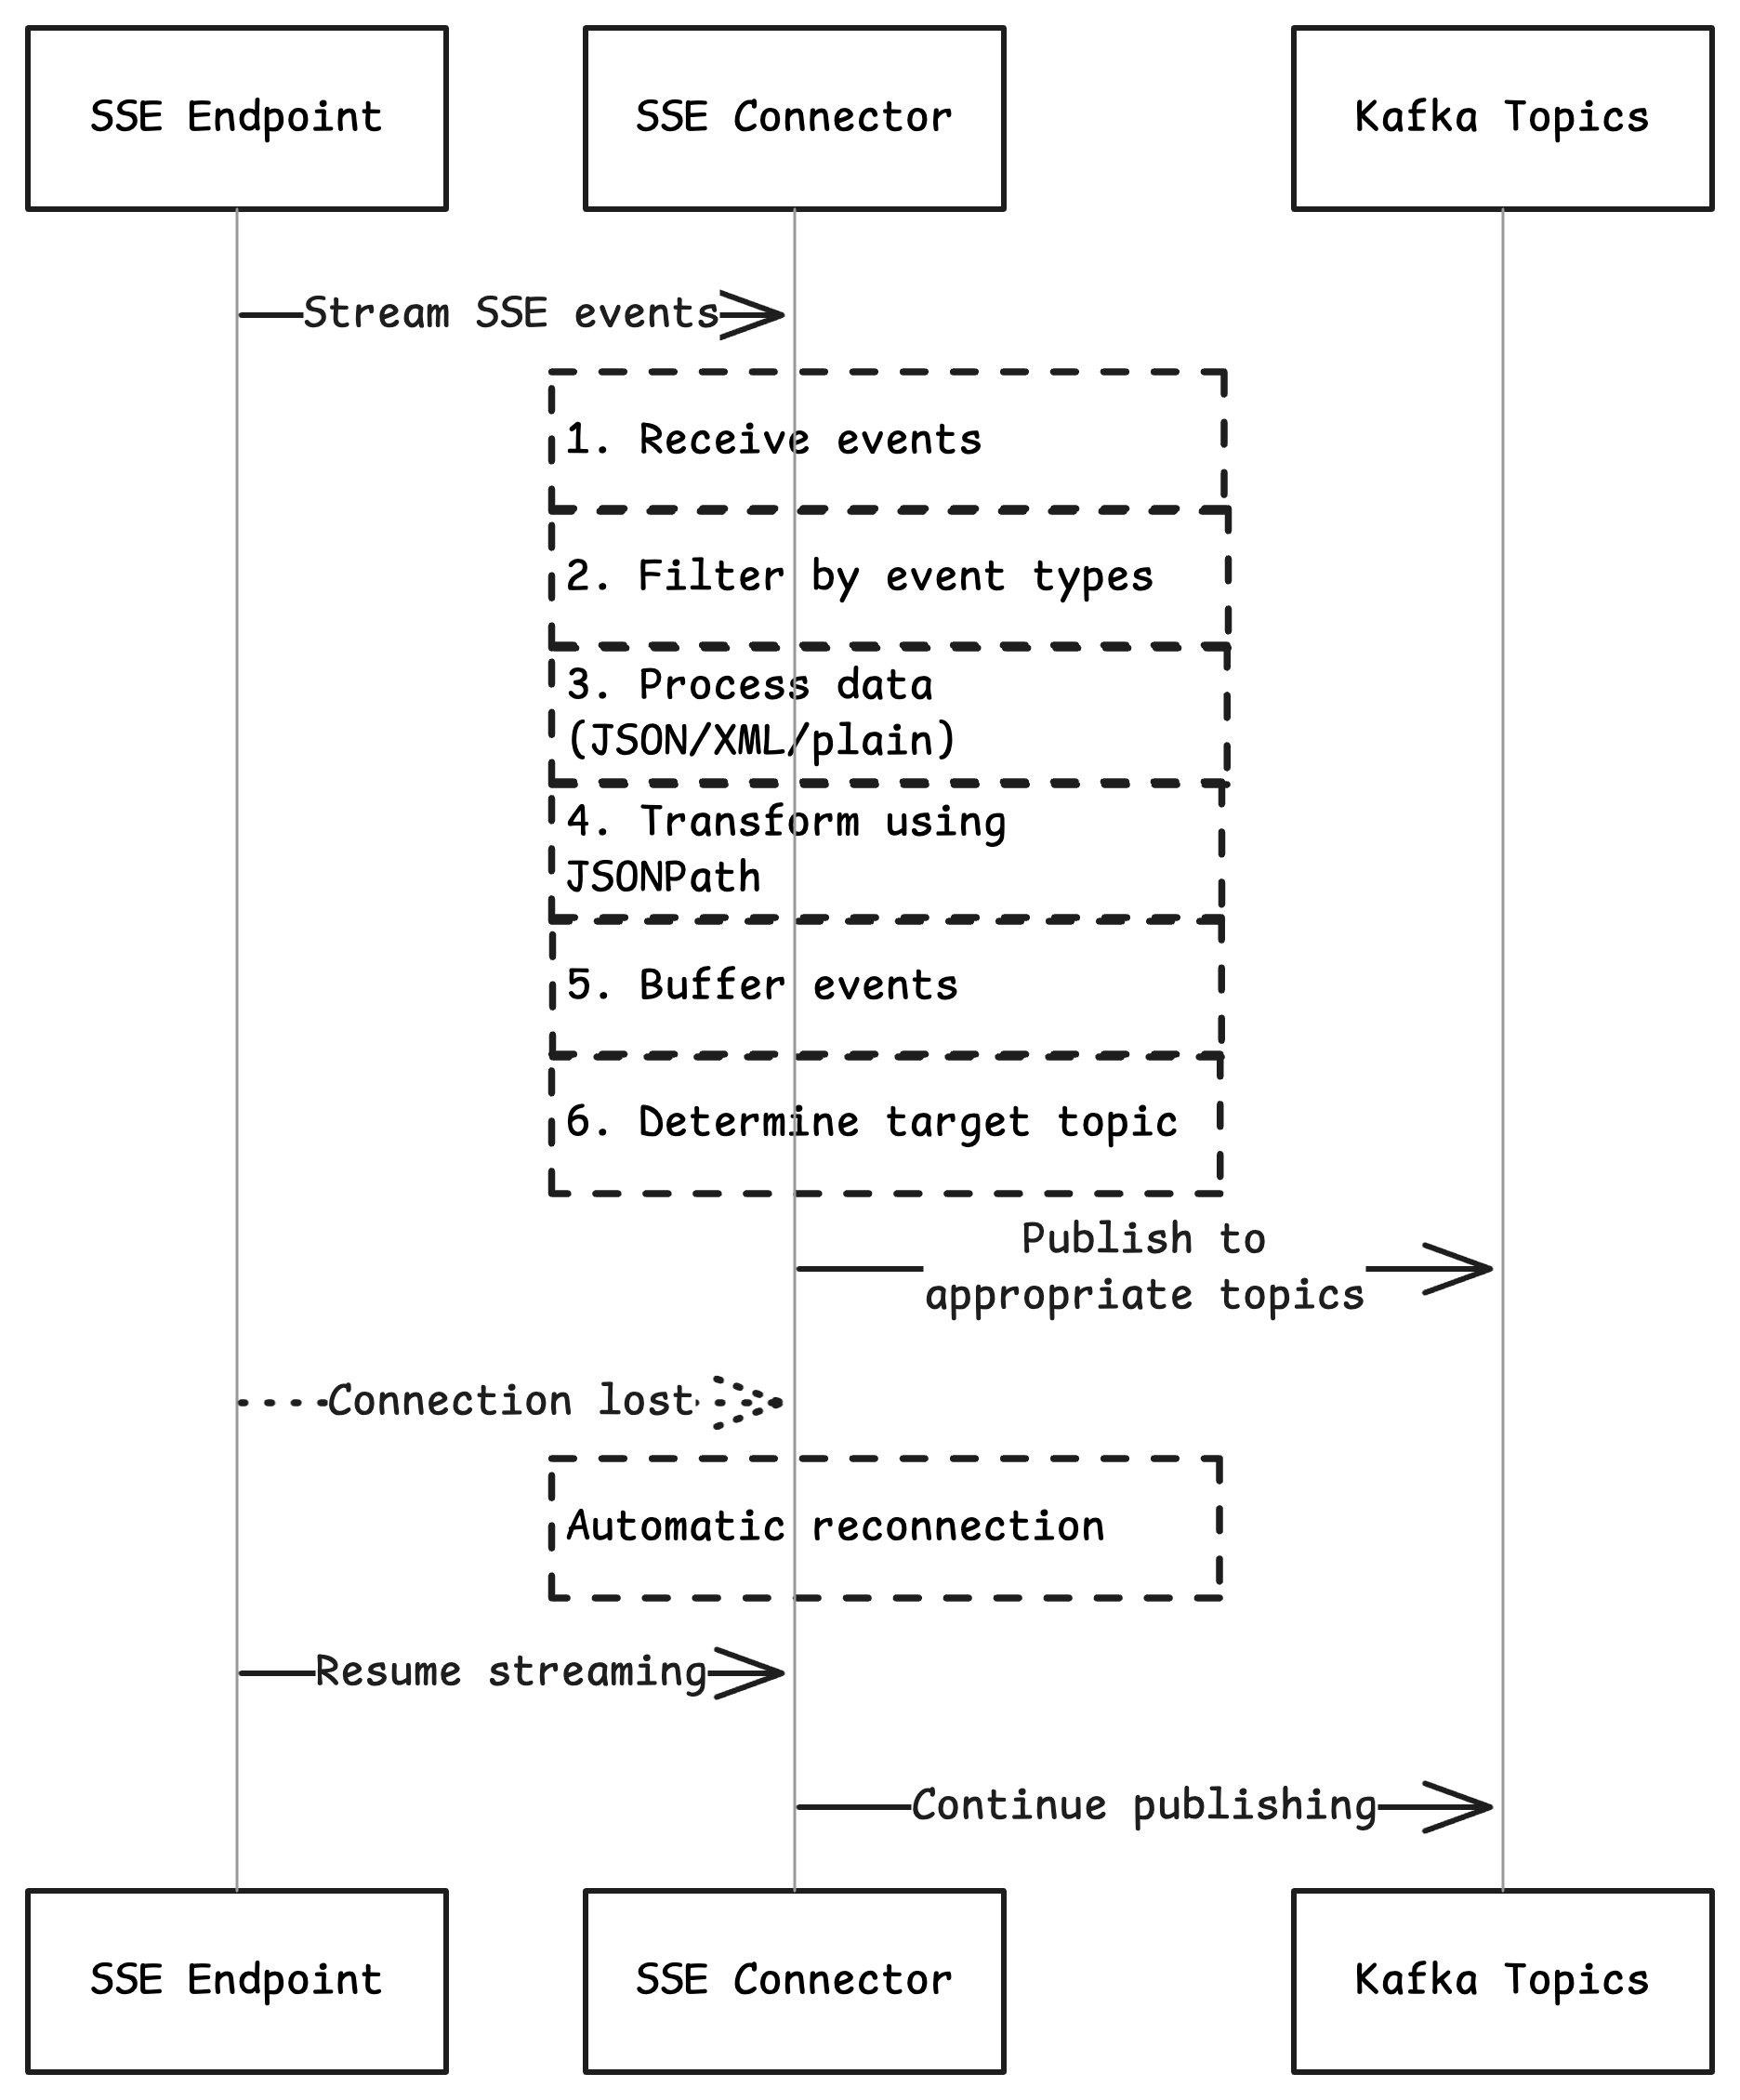 SSE Endpoint
SSE Connector
Kafka Topics
Stream SSE events
1. Receive events
2. Filter by event types
3. Process data
(JSON/XML/plain)
4. Transform using
JSONPath
5. Buffer events
6. Determine target topic
Publish to
appropriate topics
Connection lost
Automatic reconnection
Resume streaming
Continue publishing
SSE Endpoint
SSE Connector
Kafka Topics